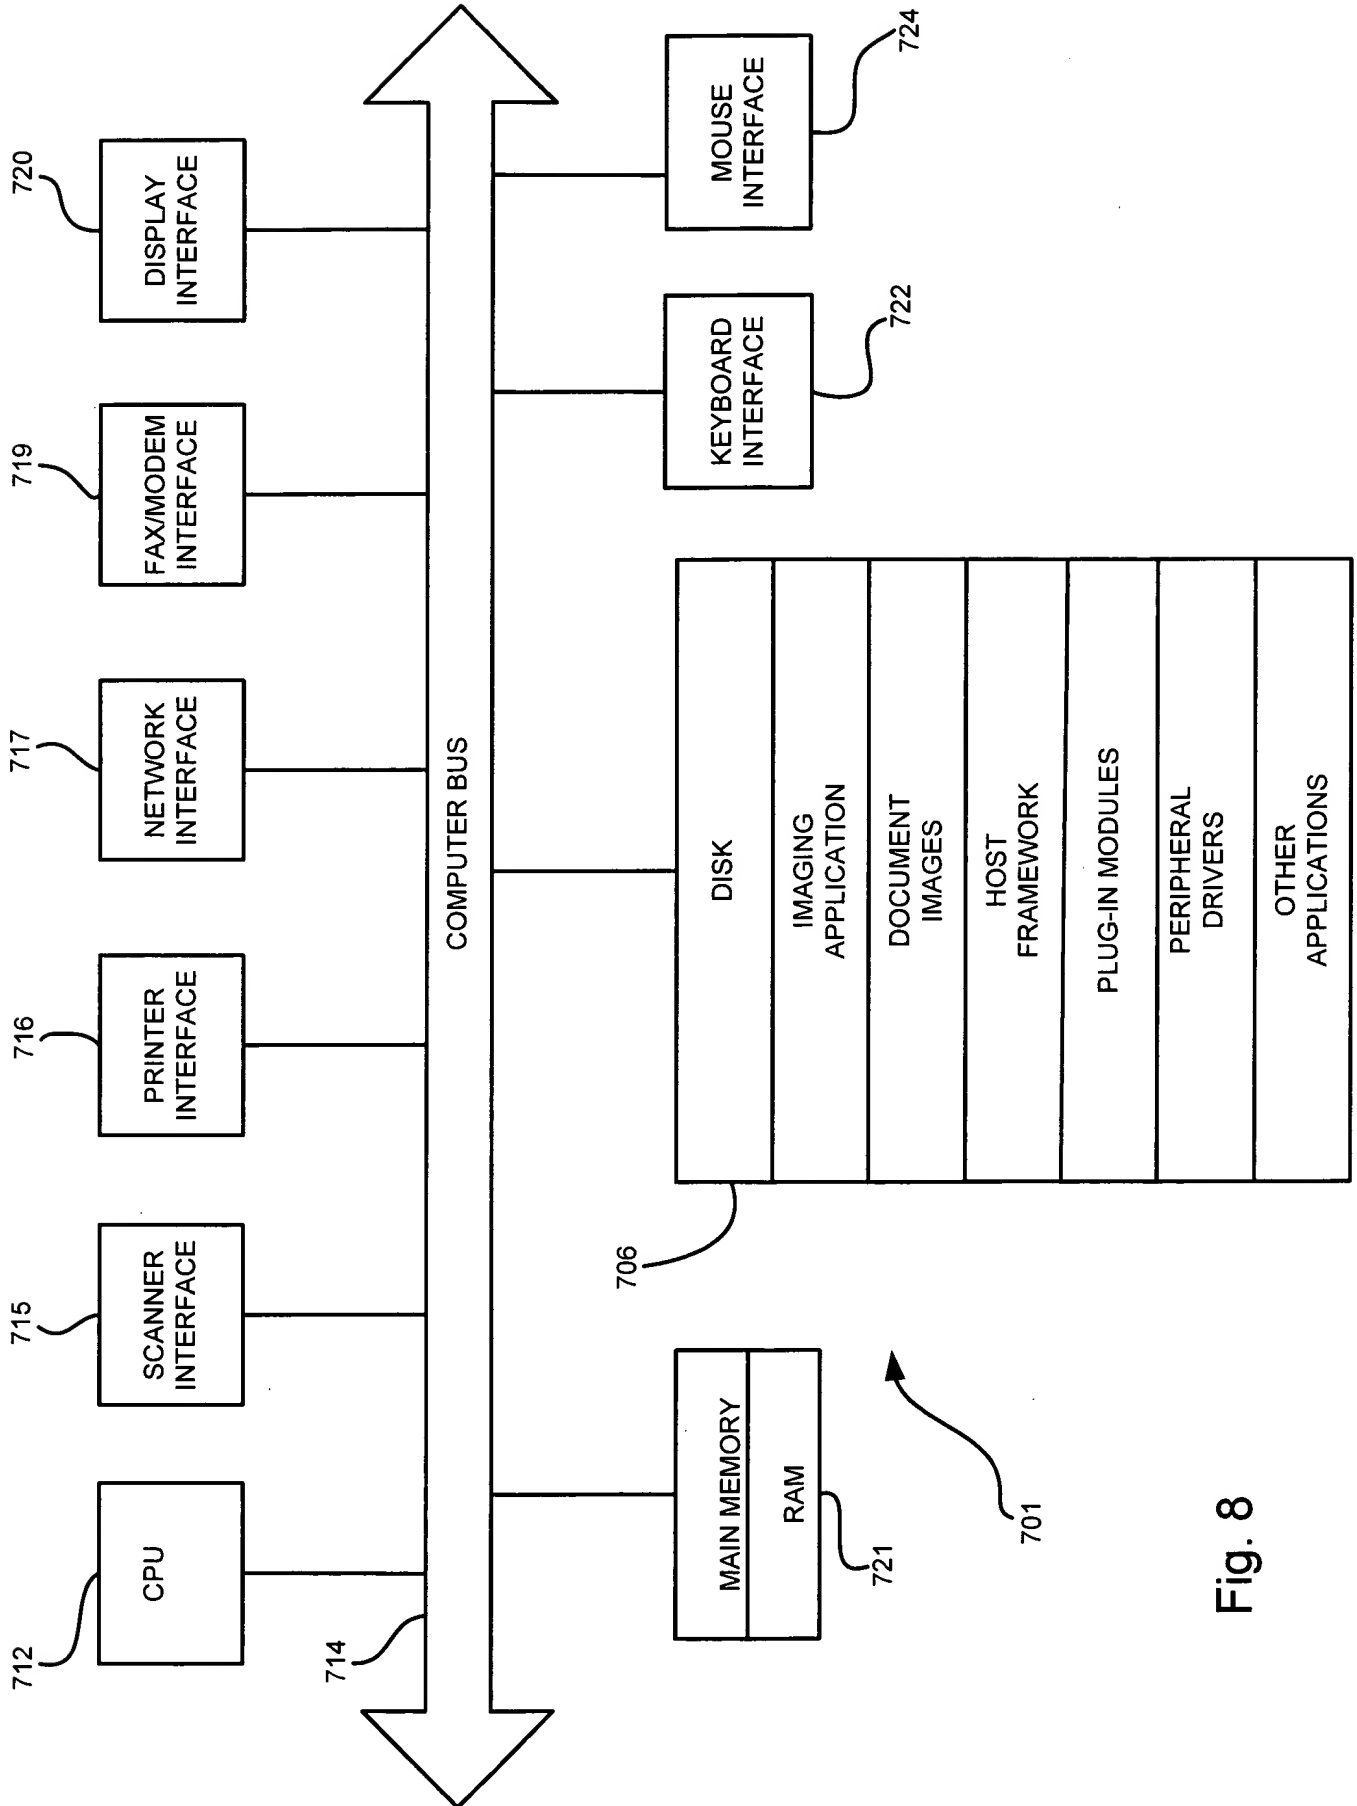 712
715
716
717
719
720
CPU
SCANNER
INTERFACE
PRINTER
INTERFACE
NETWORK
INTERFACE
FAX/MODEM
INTERFACE
DISPLAY
INTERFACE
714
COMPUTER BUS
706
MAIN MEMORY
RAM
721
701
DISK
IMAGING
APPLICATION
DOCUMENT
IMAGES
HOST
FRAMEWORK
PLUG-IN MODULES
PERIPHERAL
DRIVERS
OTHER
APPLICATIONS
KEYBOARD
INTERFACE
722
MOUSE
INTERFACE
724
Fig. 8